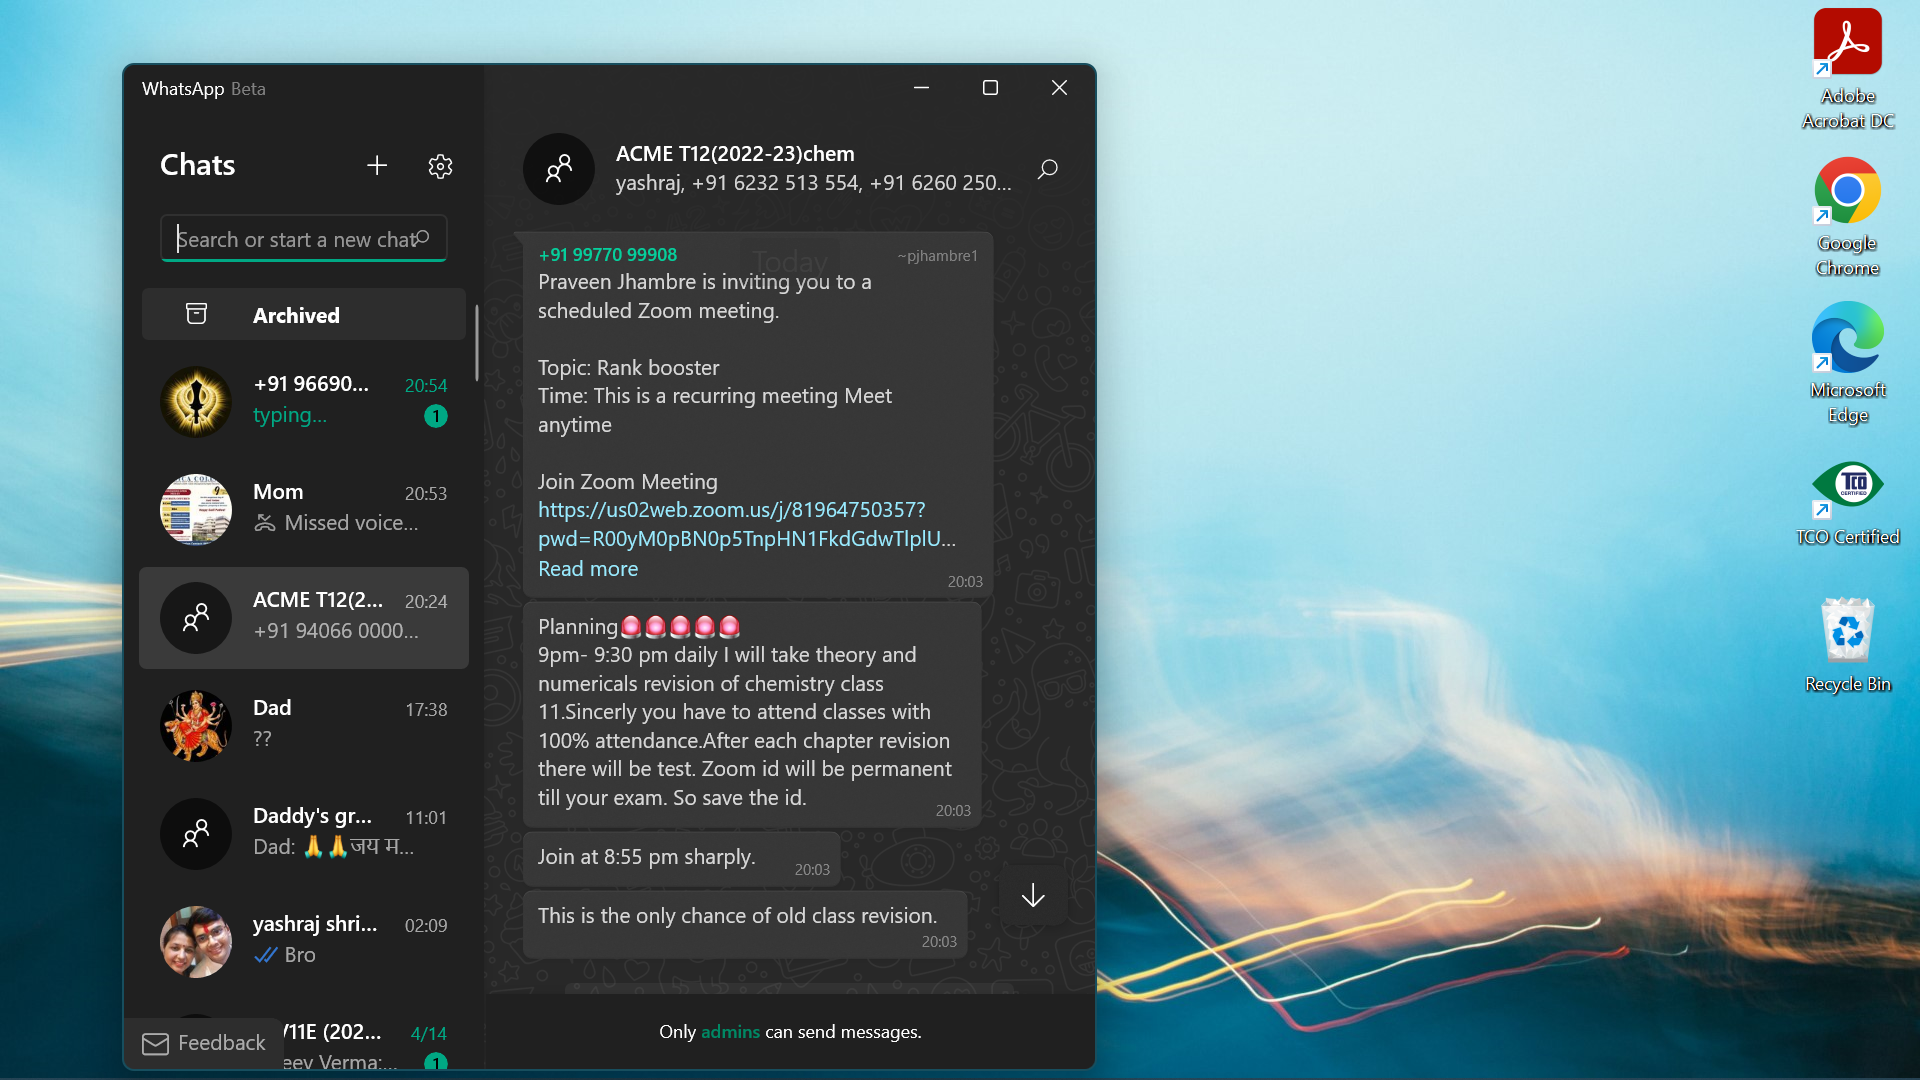 WhatsApp Beta
Chats
Search or start a new chat
Archived
+91 96690... 20:54
typing... 1
Mom 20:53
Missed voice...
ACME T12(2... 20:24
+91 94066 0000...
Dad 17:38
??
Daddy's gr... 11:01
Dad: 🙏🙏जय म...
yashraj shri... 02:09
Bro
/11E (202... 4/14
eev Verma:... 1
Feedback
ACME T12(2022-23)chem
yashraj, +91 6232 513 554, +91 6260 250...
Today
+91 99770 99908 ~pjhambre1
Praveen Jhambre is inviting you to a
scheduled Zoom meeting.
Topic: Rank booster
Time: This is a recurring meeting Meet
anytime
Join Zoom Meeting
https://us02web.zoom.us/j/81964750357?
pwd=R00yM0pBN0p5TnpHN1FkdGdwTlplU...
Read more
20:03
Planning🚨🚨🚨🚨🚨
9pm- 9:30 pm daily I will take theory and
numericals revision of chemistry class
11.Sincerly you have to attend classes with
100% attendance.After each chapter revision
there will be test. Zoom id will be permanent
till your exam. So save the id.
20:03
Join at 8:55 pm sharply.
20:03
This is the only chance of old class revision.
20:03
Only admins can send messages.
Adobe
Acrobat DC
Google
Chrome
Microsoft
Edge
TCO
CERTIFIED
TCO Certified
Recycle Bin